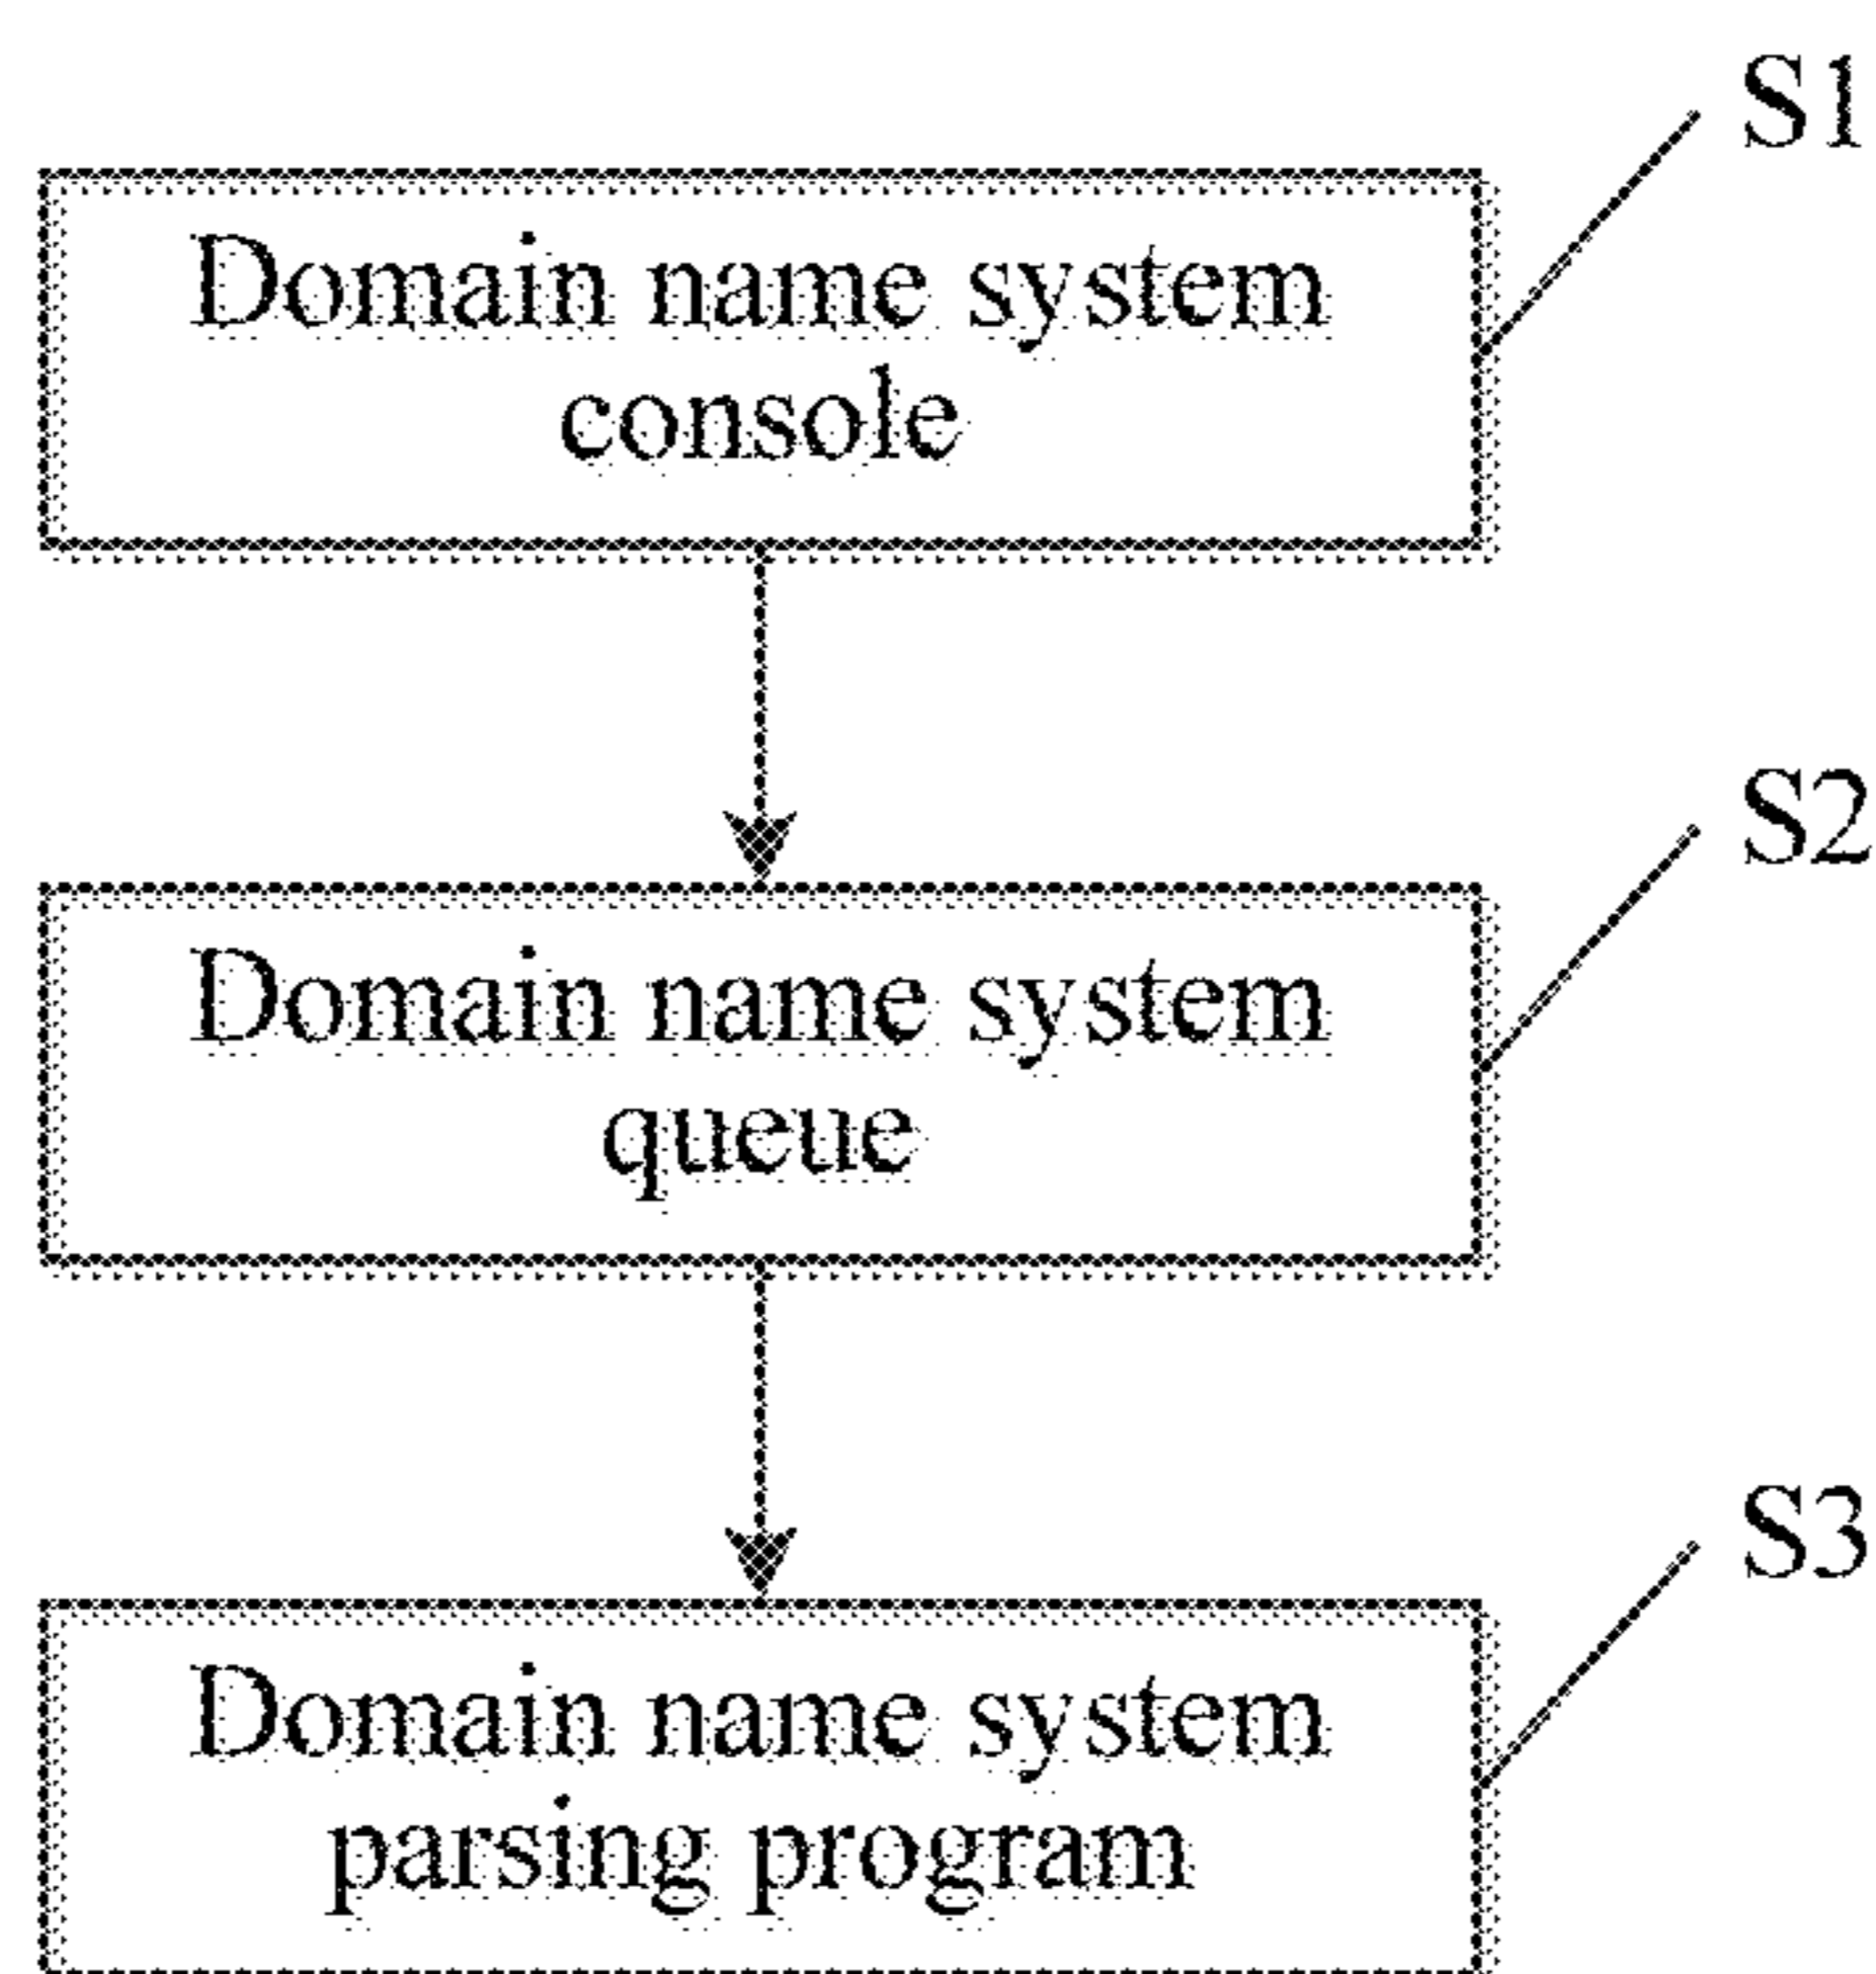 S1
Domain name system
console
S2
Domain name system
queue
S3
Domain name system
parsing program